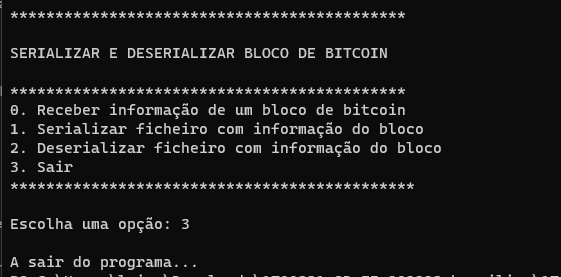 ********************************************
SERIALIZAR E DESERIALIZAR BLOCO DE BITCOIN
********************************************
0. Receber informação de um bloco de bitcoin
1. Serializar ficheiro com informação do bloco
2. Deserializar ficheiro com informação do bloco
3. Sair
*********************************************
Escolha uma opção: 3
A sair do programa...